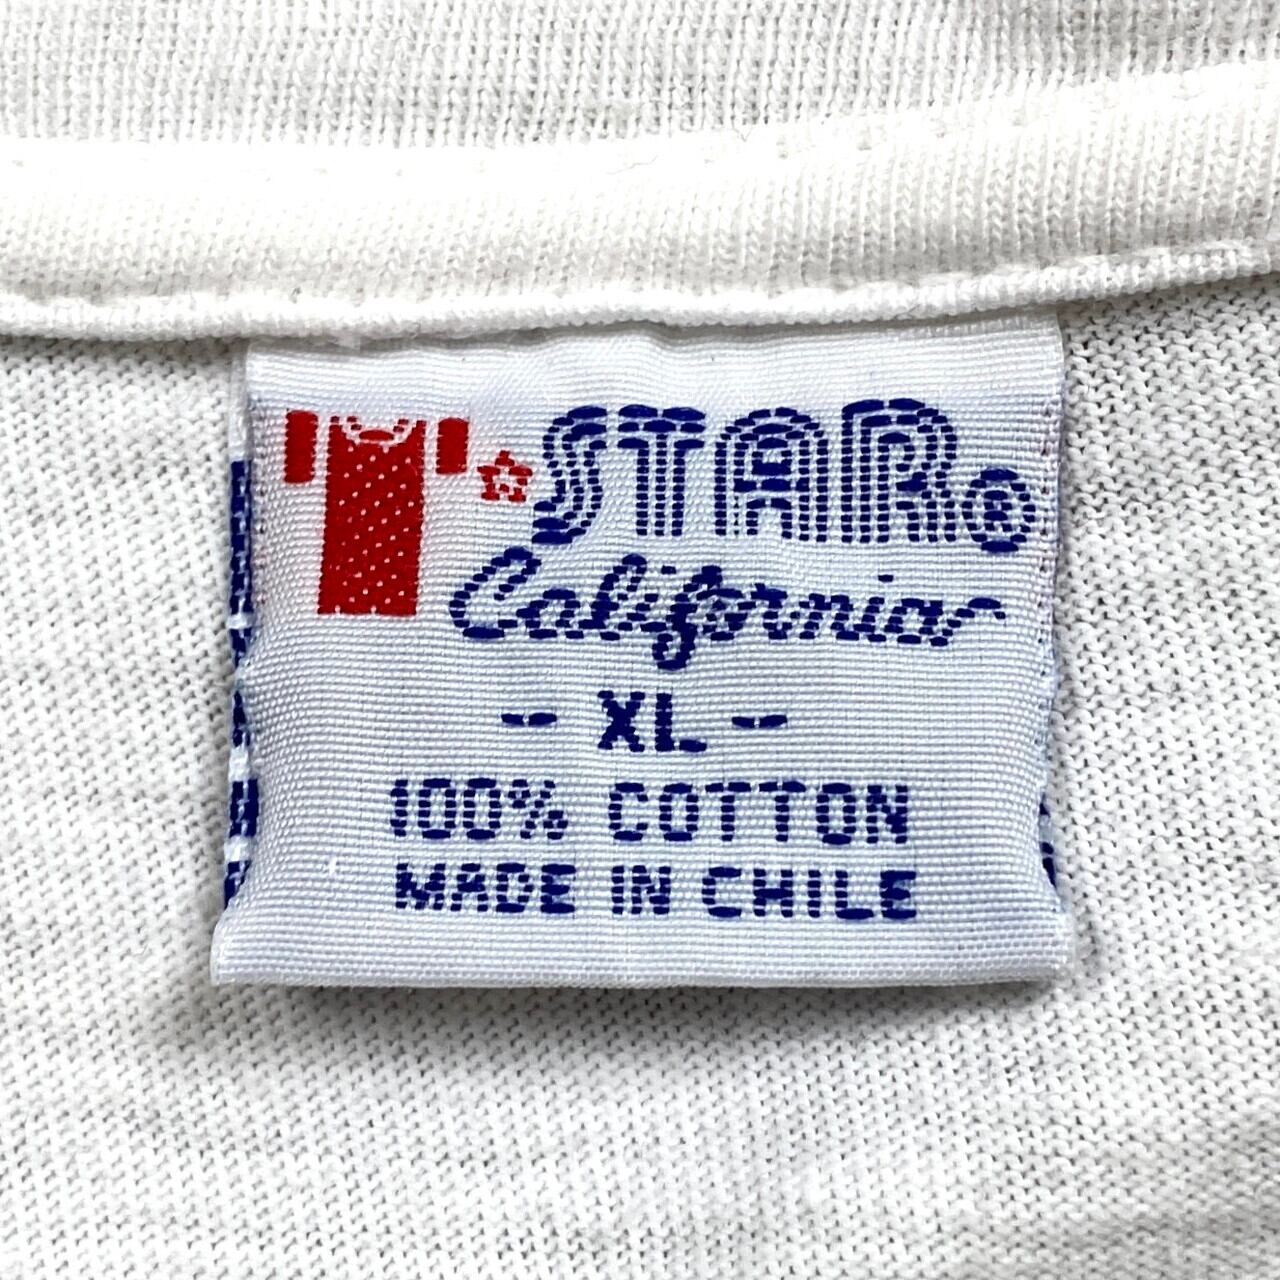 T☆STAR®
California
- XL -
100% COTTON
MADE IN CHILE